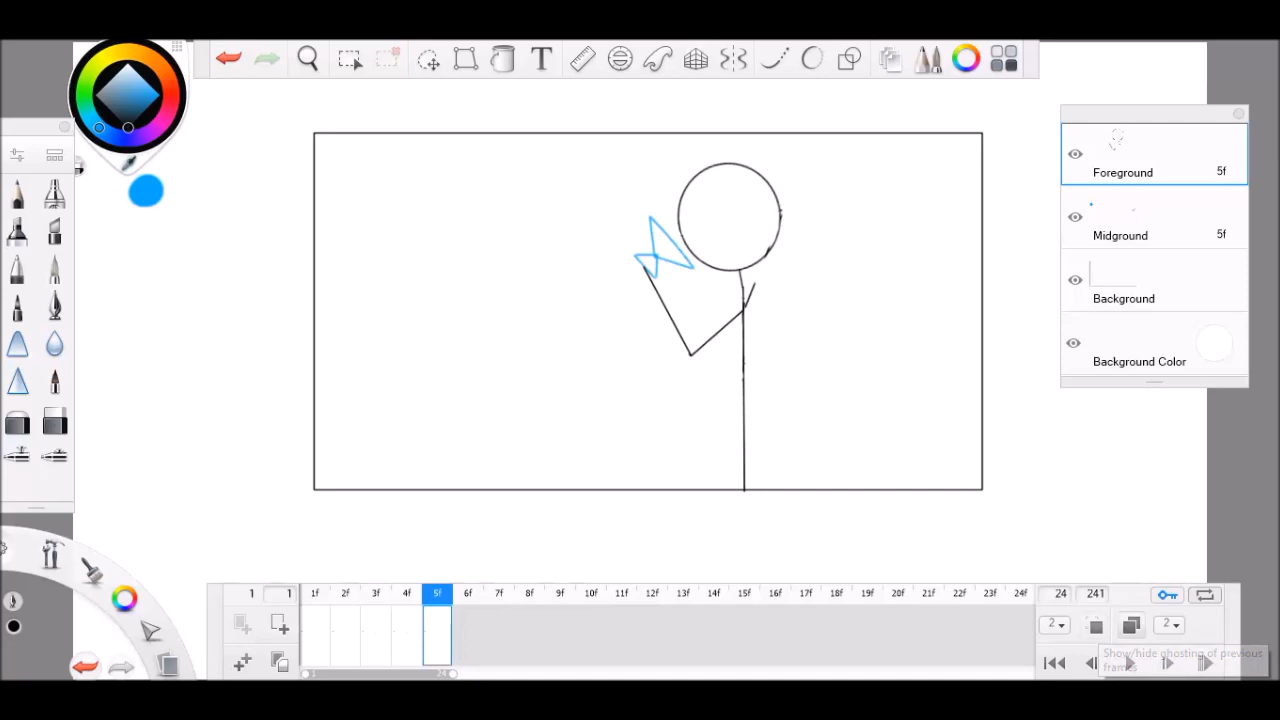 T
Foreground 5f
Midground 5f
Background
Background Color
1 1 1f 2f 3f 4f 5f 6f 7f 8f 9f 10f 11f 12f 13f 14f 15f 16f 17f 18f 19f 20f 21f 22f 23f 24f 24 241
2 2
Show/hide ghosting of previous
frames
1 24